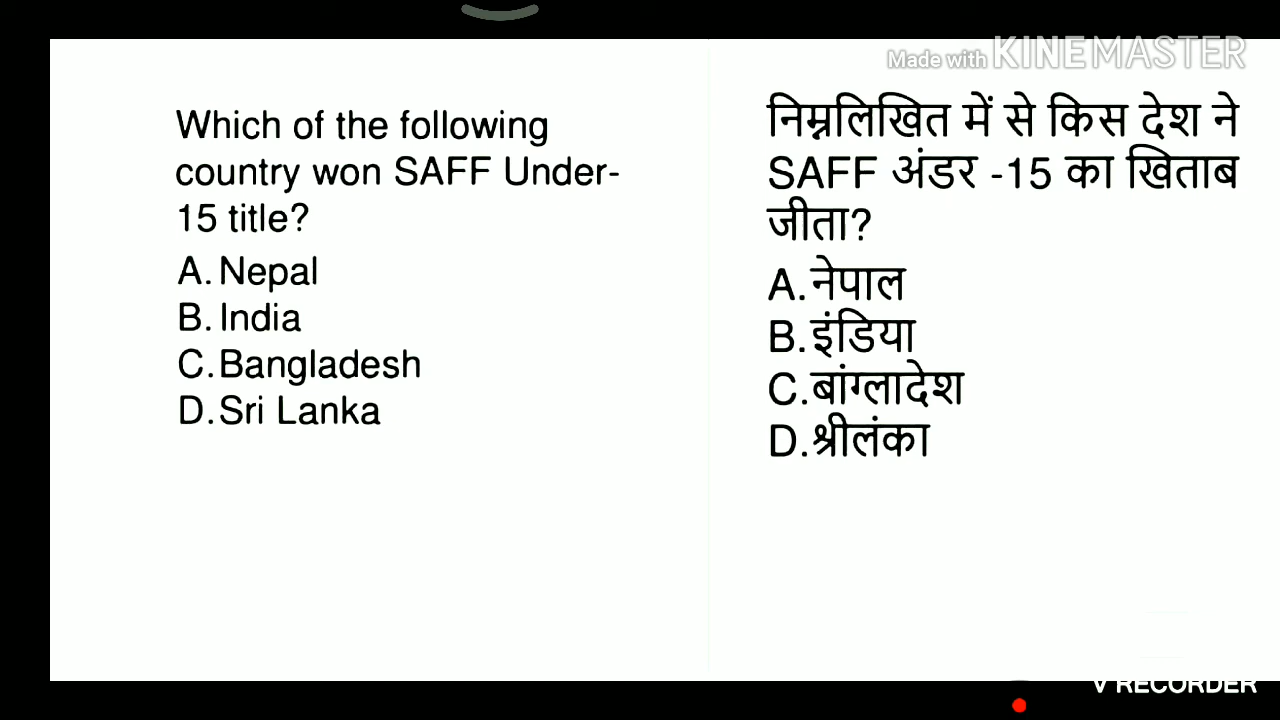 Made with KINEMASTER
Which of the following
country won SAFF Under-
15 title?
A. Nepal
B. India
C. Bangladesh
D. Sri Lanka
निम्नलिखित में से किस देश ने
SAFF अंडर -15 का खिताब
जीता?
A. नेपाल
B. इंडिया
C. बांग्लादेश
D. श्रीलंका
V RECORDER